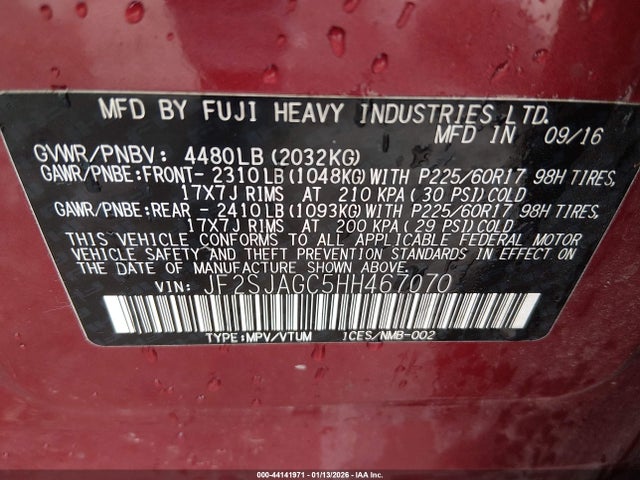 MFD BY FUJI HEAVY INDUSTRIES LTD.
MFD IN 09/16
GVWR/PNBV: 4480LB(2032KG)
GAWR/PNBE:FRONT- 2310LB(1048KG)WITH P225/60R17 98H TIRES,
17X7J RIMS AT 210 KPA(30 PSI)COLD
GAWR/PNBE:REAR - 2410LB(1093KG)WITH P225/60R17 98H TIRES,
17X7J RIMS AT 200 KPA(29 PSI)COLD
THIS VEHICLE CONFORMS TO ALL APPLICABLE FEDERAL MOTOR
VEHICLE SAFETY AND THEFT PREVENTION STANDARDS IN EFFECT
ON THE DATE OF MANUFACTURE SHOWN ABOVE.
VIN: JF2SJAGC5HH467070
TYPE:MPV/VTUM ICES/NMB-002
000-44141971 - 01/13/2026 - IAA, Inc.